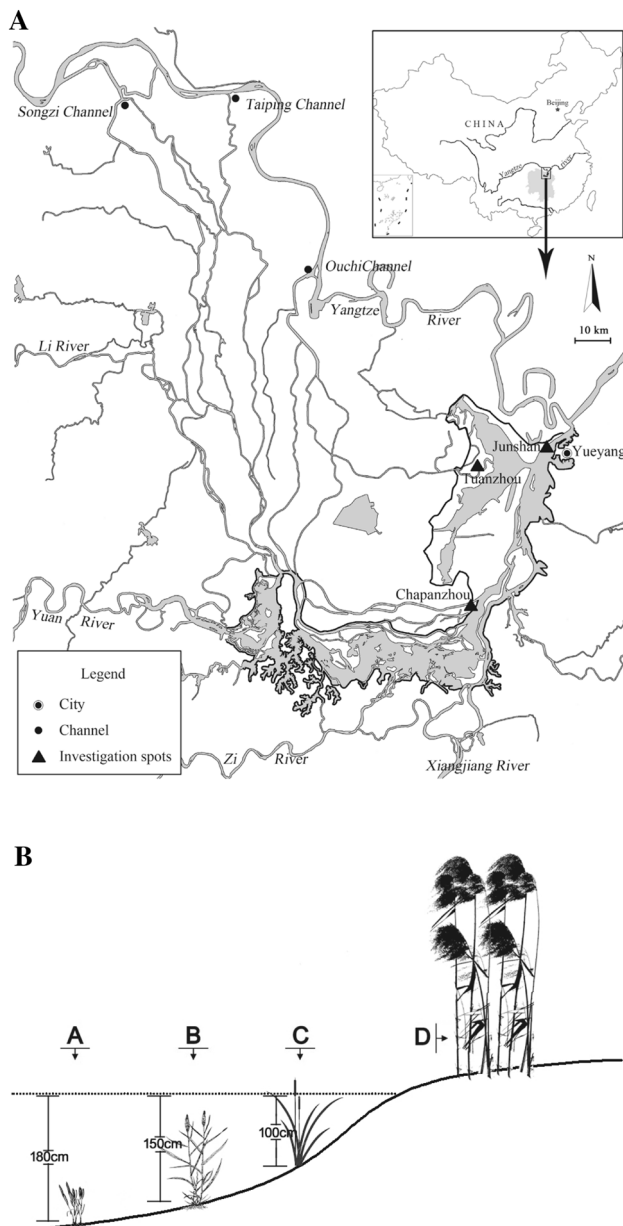 A
Songzi Channel
Taiping Channel
Beijing
CHINA
Yangtze River
OuchiChannel
N
10 km
Yangtze River
Li River
Junshan
Yueyang
Tuanzhou
Chapanzhou
Yuan River
Legend
City
Channel
Investigation spots
Zi River
Xiangjiang River
B
A
B
C
D
180cm
150cm
100cm